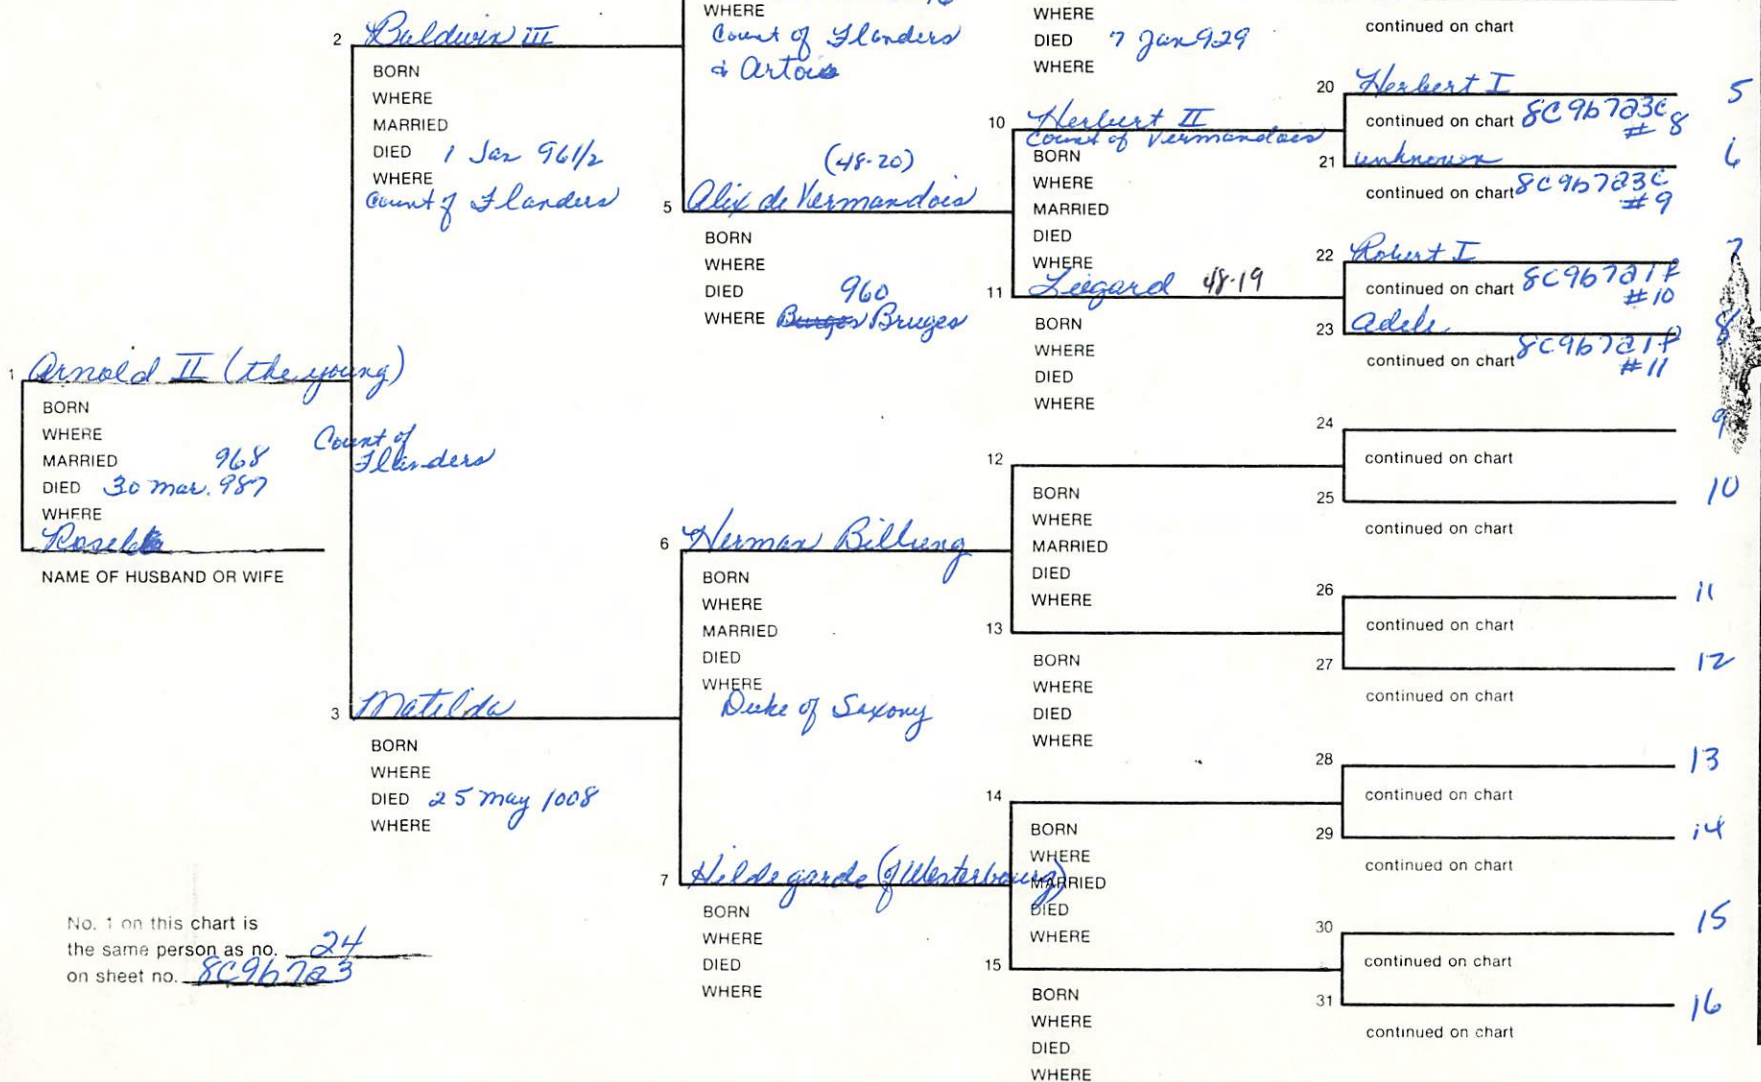 WHERE
Count of Flanders
& Artois
WHERE
DIED 7 Jan 929
WHERE
continued on chart
2 Baldwin III
BORN
WHERE
MARRIED
DIED 1 Jan 961/2
WHERE
Count of Flanders
(48-20)
5 Alix de Vermandois
BORN
WHERE
DIED 960
WHERE Bruges
10 Herbert II
Count of Vermandois
BORN
WHERE
MARRIED
DIED
WHERE
11 Liegard 48-19
BORN
WHERE
DIED
WHERE
20 Herbert I 5
continued on chart 8C9b7a3c
#8
21 unknown 6
continued on chart 8C9b7a3c
#9
22 Robert I 7
continued on chart 8C9b7a1f
#10
23 Adele 8
continued on chart 8C9b7a1f
#11
1 Arnold II (the young)
BORN
WHERE
MARRIED 968
DIED 30 Mar. 987
WHERE
Count of
Flanders
NAME OF HUSBAND OR WIFE
3 Matilda
BORN
WHERE
DIED 25 May 1008
WHERE
6 Herman Billung
BORN
WHERE
MARRIED
DIED
WHERE
Duke of Saxony
7 Hildegarde (of Westerbourg)
BORN
WHERE
DIED
WHERE
12
BORN
WHERE
MARRIED
DIED
WHERE
13
BORN
WHERE
DIED
WHERE
14
BORN
WHERE
MARRIED
DIED
WHERE
15
BORN
WHERE
DIED
WHERE
24 9
continued on chart
25 10
continued on chart
26 11
continued on chart
27 12
continued on chart
28 13
continued on chart
29 14
continued on chart
30 15
continued on chart
31 16
continued on chart
No. 1 on this chart is
the same person as no. 24
on sheet no. 8C9b7a3